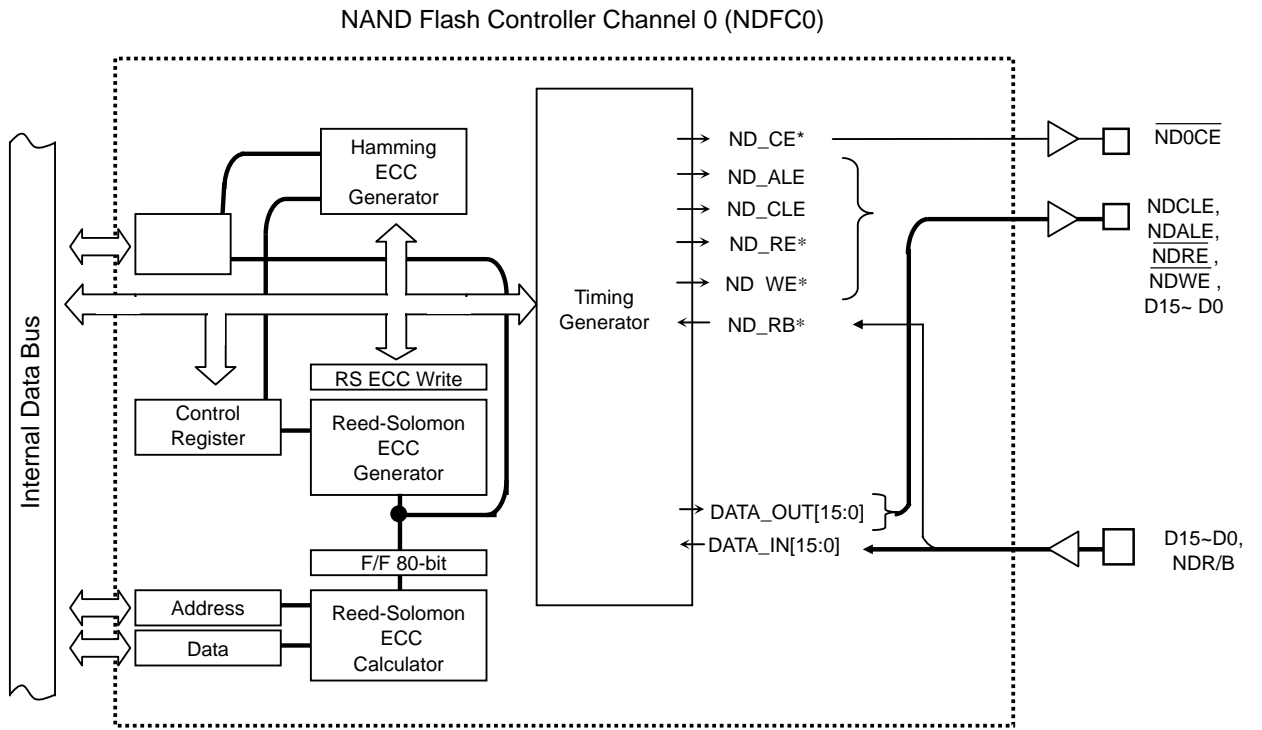 NAND Flash Controller Channel 0 (NDFC0)
Internal Data Bus
Hamming
ECC
Generator
Control
Register
RS ECC Write
Reed-Solomon
ECC
Generator
F/F 80-bit
Address
Data
Reed-Solomon
ECC
Calculator
Timing
Generator
ND_CE*
ND_ALE
ND_CLE
ND_RE*
ND WE*
ND_RB*
DATA_OUT[15:0]
DATA_IN[15:0]
ND0CE
NDCLE,
NDALE,
NDRE ,
NDWE ,
D15~ D0
D15~D0,
NDR/B